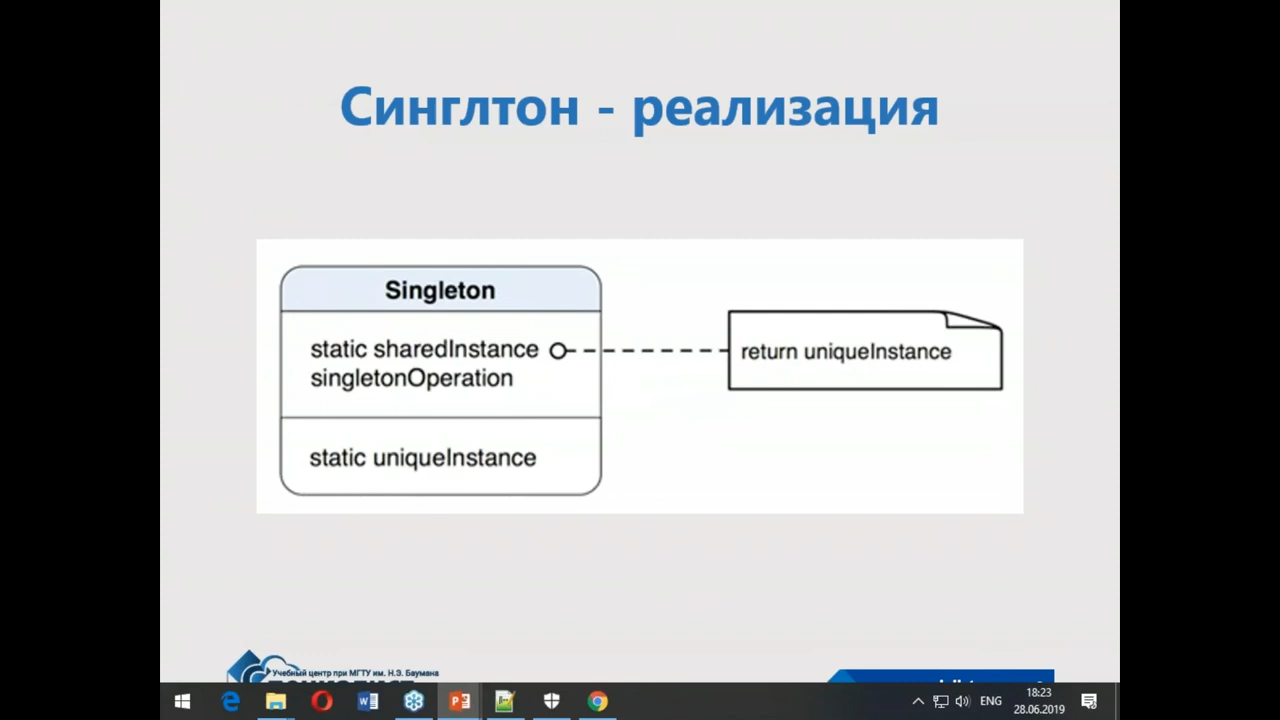 Синглтон - реализация
Singleton
static sharedInstance
return uniqueInstance
singletonOperation
static uniqueInstance
Учебный центр при МГТУ им. Н.Э. Баумана
ENG
18:23
28.06.2019